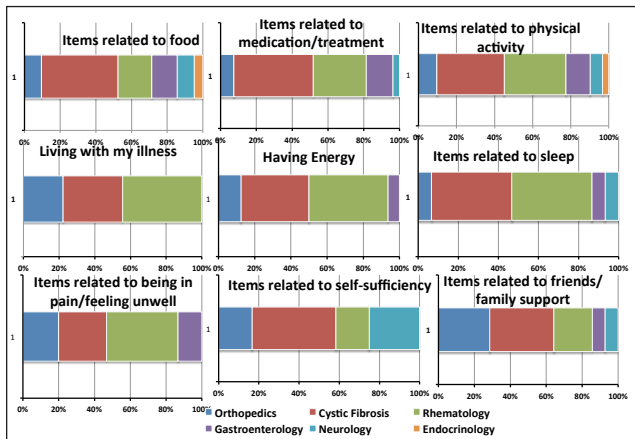 Items related to food
1
0% 20% 40% 60% 80% 100%
Items related to
medication/treatment
1
0% 20% 40% 60% 80% 100%
Items related to physical
activity
1
0% 20% 40% 60% 80% 100%
Living with my illness
1
0% 20% 40% 60% 80% 100%
Having Energy
1
0% 20% 40% 60% 80% 100%
Items related to sleep
1
0% 20% 40% 60% 80% 100%
Items related to being in
pain/feeling unwell
1
0% 20% 40% 60% 80% 100%
Items related to self-sufficiency
1
0% 20% 40% 60% 80% 100%
Items related to friends/
family support
1
0% 20% 40% 60% 80% 100%
Orthopedics Cystic Fibrosis Rhematology
Gastroenterology Neurology Endocrinology